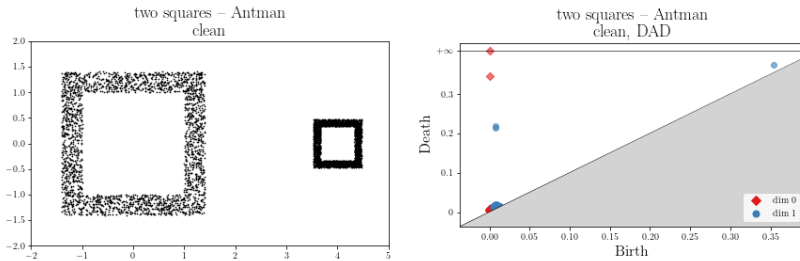 two squares – Antman
clean
2.0
1.5
1.0
0.5
0.0
−0.5
−1.0
−1.5
−2.0
−2 −1 0 1 2 3 4 5
two squares – Antman
clean, DAD
+∞
0.3
0.2
0.1
0
Death
0.00 0.05 0.10 0.15 0.20 0.25 0.30 0.35
Birth
dim 0
dim 1